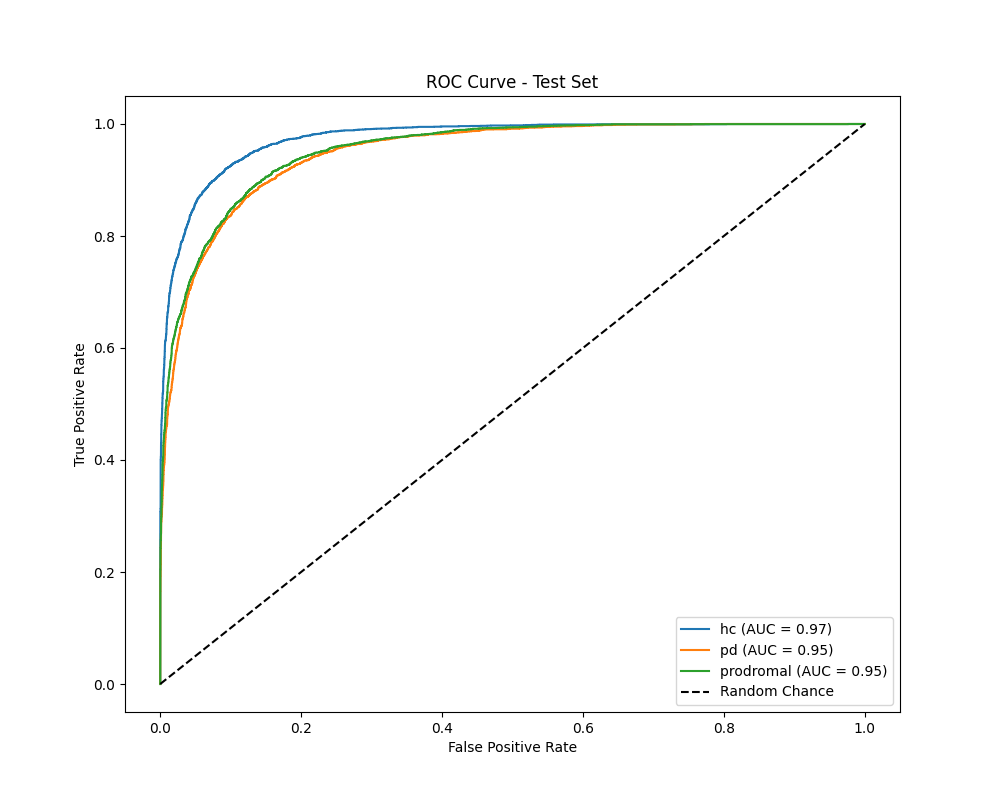 ROC Curve - Test Set
True Positive Rate
1.0
0.8
0.6
0.4
0.2
0.0
0.0 0.2 0.4 0.6 0.8 1.0
False Positive Rate
hc (AUC = 0.97)
pd (AUC = 0.95)
prodromal (AUC = 0.95)
Random Chance